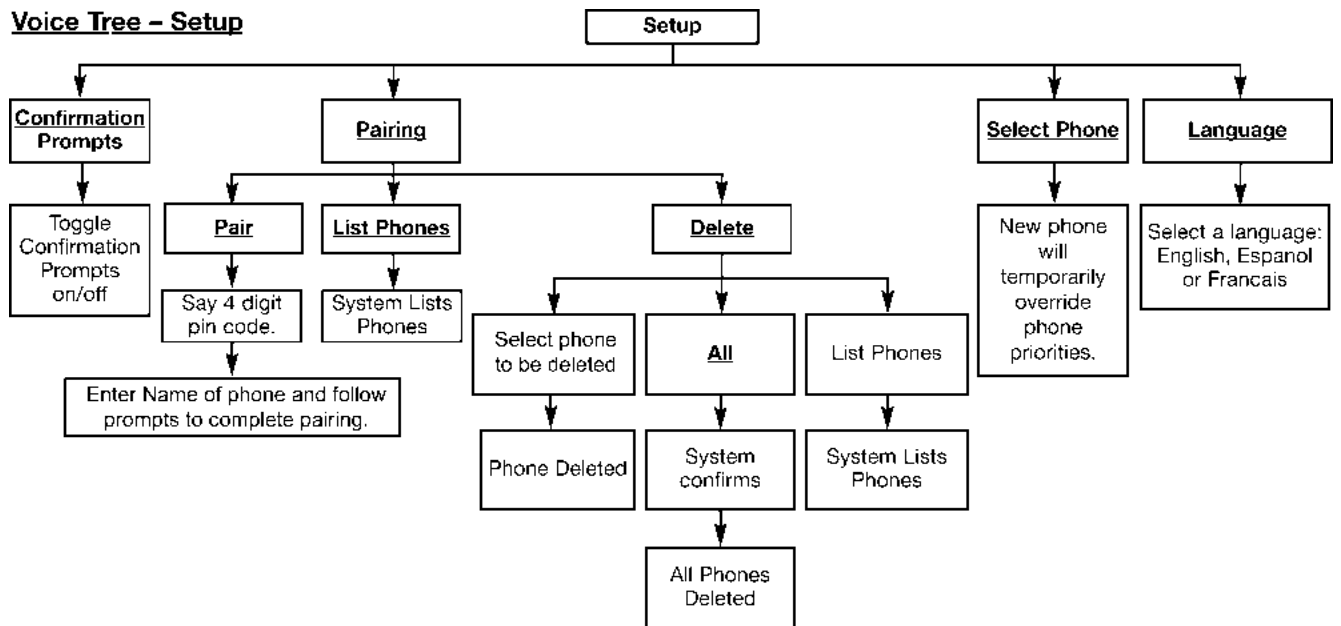 Voice Tree – Setup
Setup
Confirmation
Prompts
Pairing
Select Phone
Language
Toggle
Confirmation
Prompts
on/off
Pair
List Phones
Delete
New phone
will
temporarily
override
phone
priorities.
Select a language:
English, Espanol
or Francais
Say 4 digit
pin code.
System Lists
Phones
Select phone
to be deleted
All
List Phones
Enter Name of phone and follow
prompts to complete pairing.
Phone Deleted
System
confirms
System Lists
Phones
All Phones
Deleted